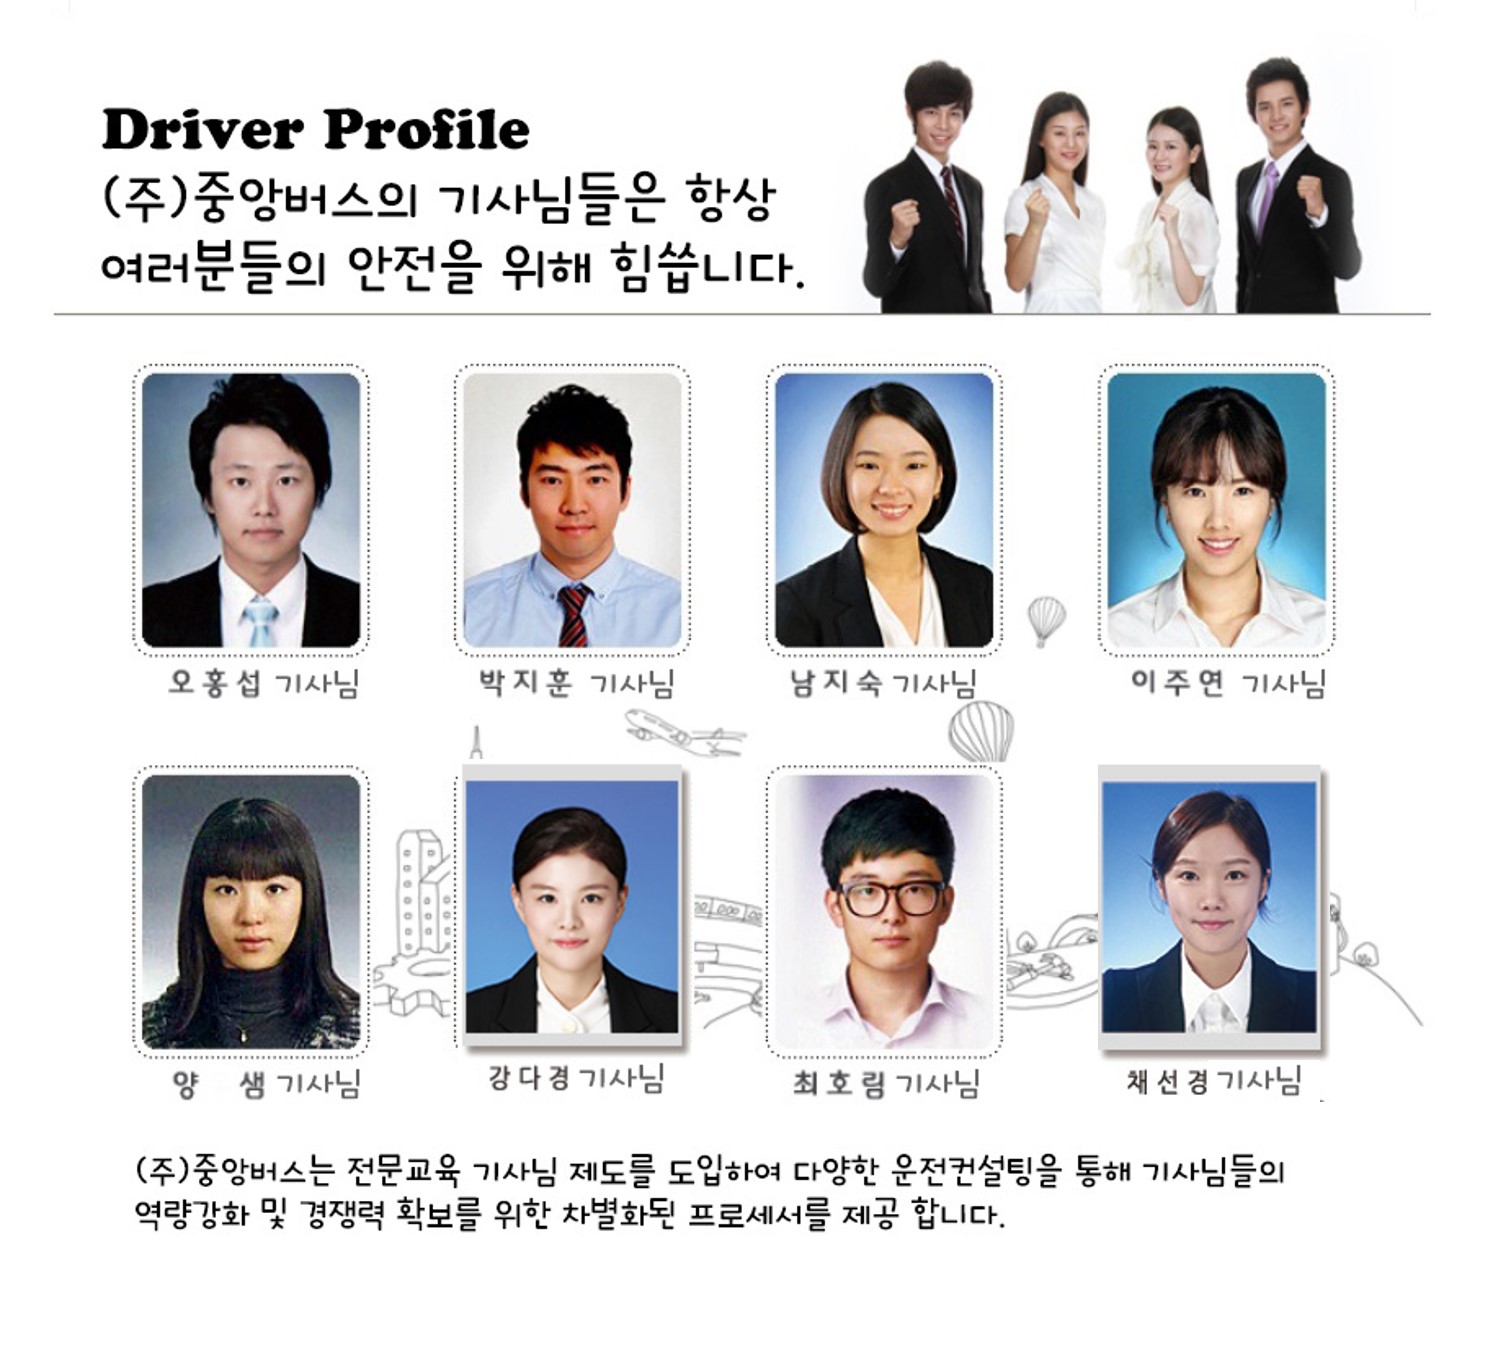 Driver Profile
(주)중앙버스의 기사님들은 항상
여러분들의 안전을 위해 힘씁니다.
오홍섭 기사님
박지훈 기사님
남지숙 기사님
이주연 기사님
양 샘 기사님
강다경 기사님
최호림 기사님
채선경 기사님
(주)중앙버스는 전문교육 기사님 제도를 도입하여 다양한 운전컨설팅을 통해 기사님들의
역량강화 및 경쟁력 확보를 위한 차별화된 프로세서를 제공 합니다.